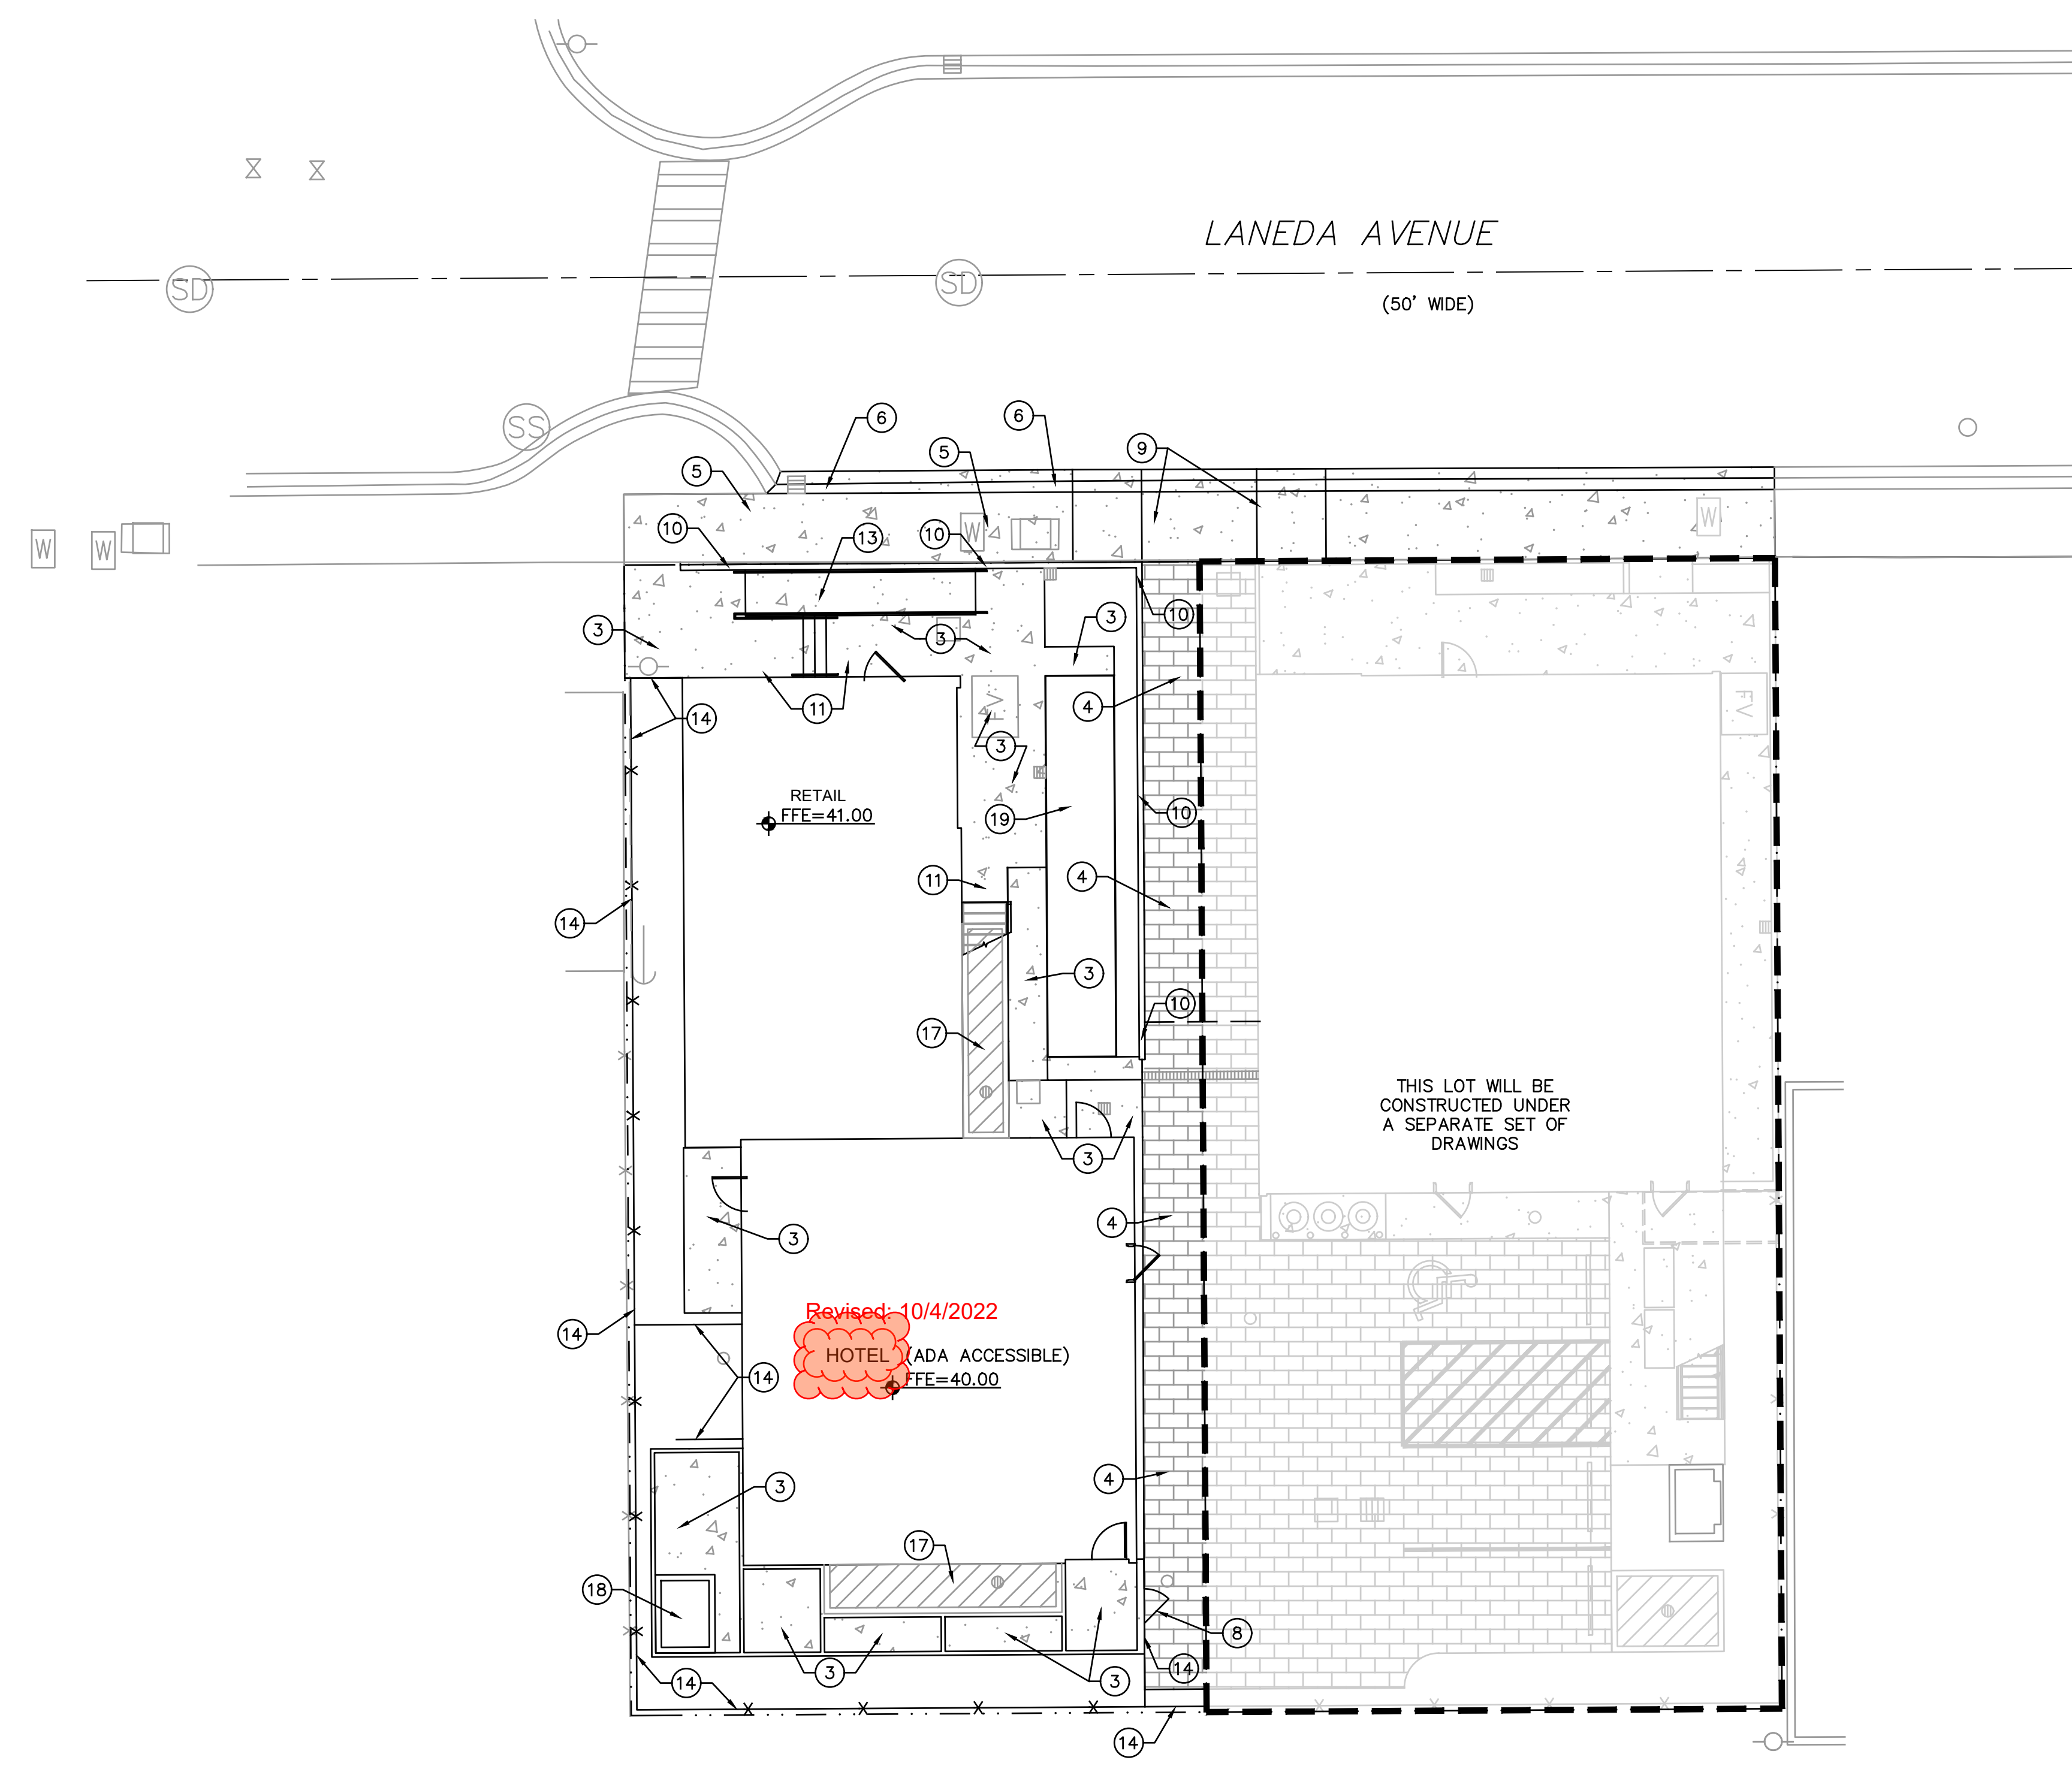 LANEDA AVENUE
SD
SD
(50' WIDE)
6
6
SS
5
5
9
W
W
W
W
10
13
10
3
3
10
3
4
11
14
FV
FV
3
RETAIL
FFE=41.00
19
10
11
4
14
3
10
17
THIS LOT WILL BE
CONSTRUCTED UNDER
A SEPARATE SET OF
DRAWINGS
3
4
3
Revised: 10/4/2022
14
HOTEL (ADA ACCESSIBLE)
FFE=40.00
14
4
3
17
18
8
14
3
3
14
14